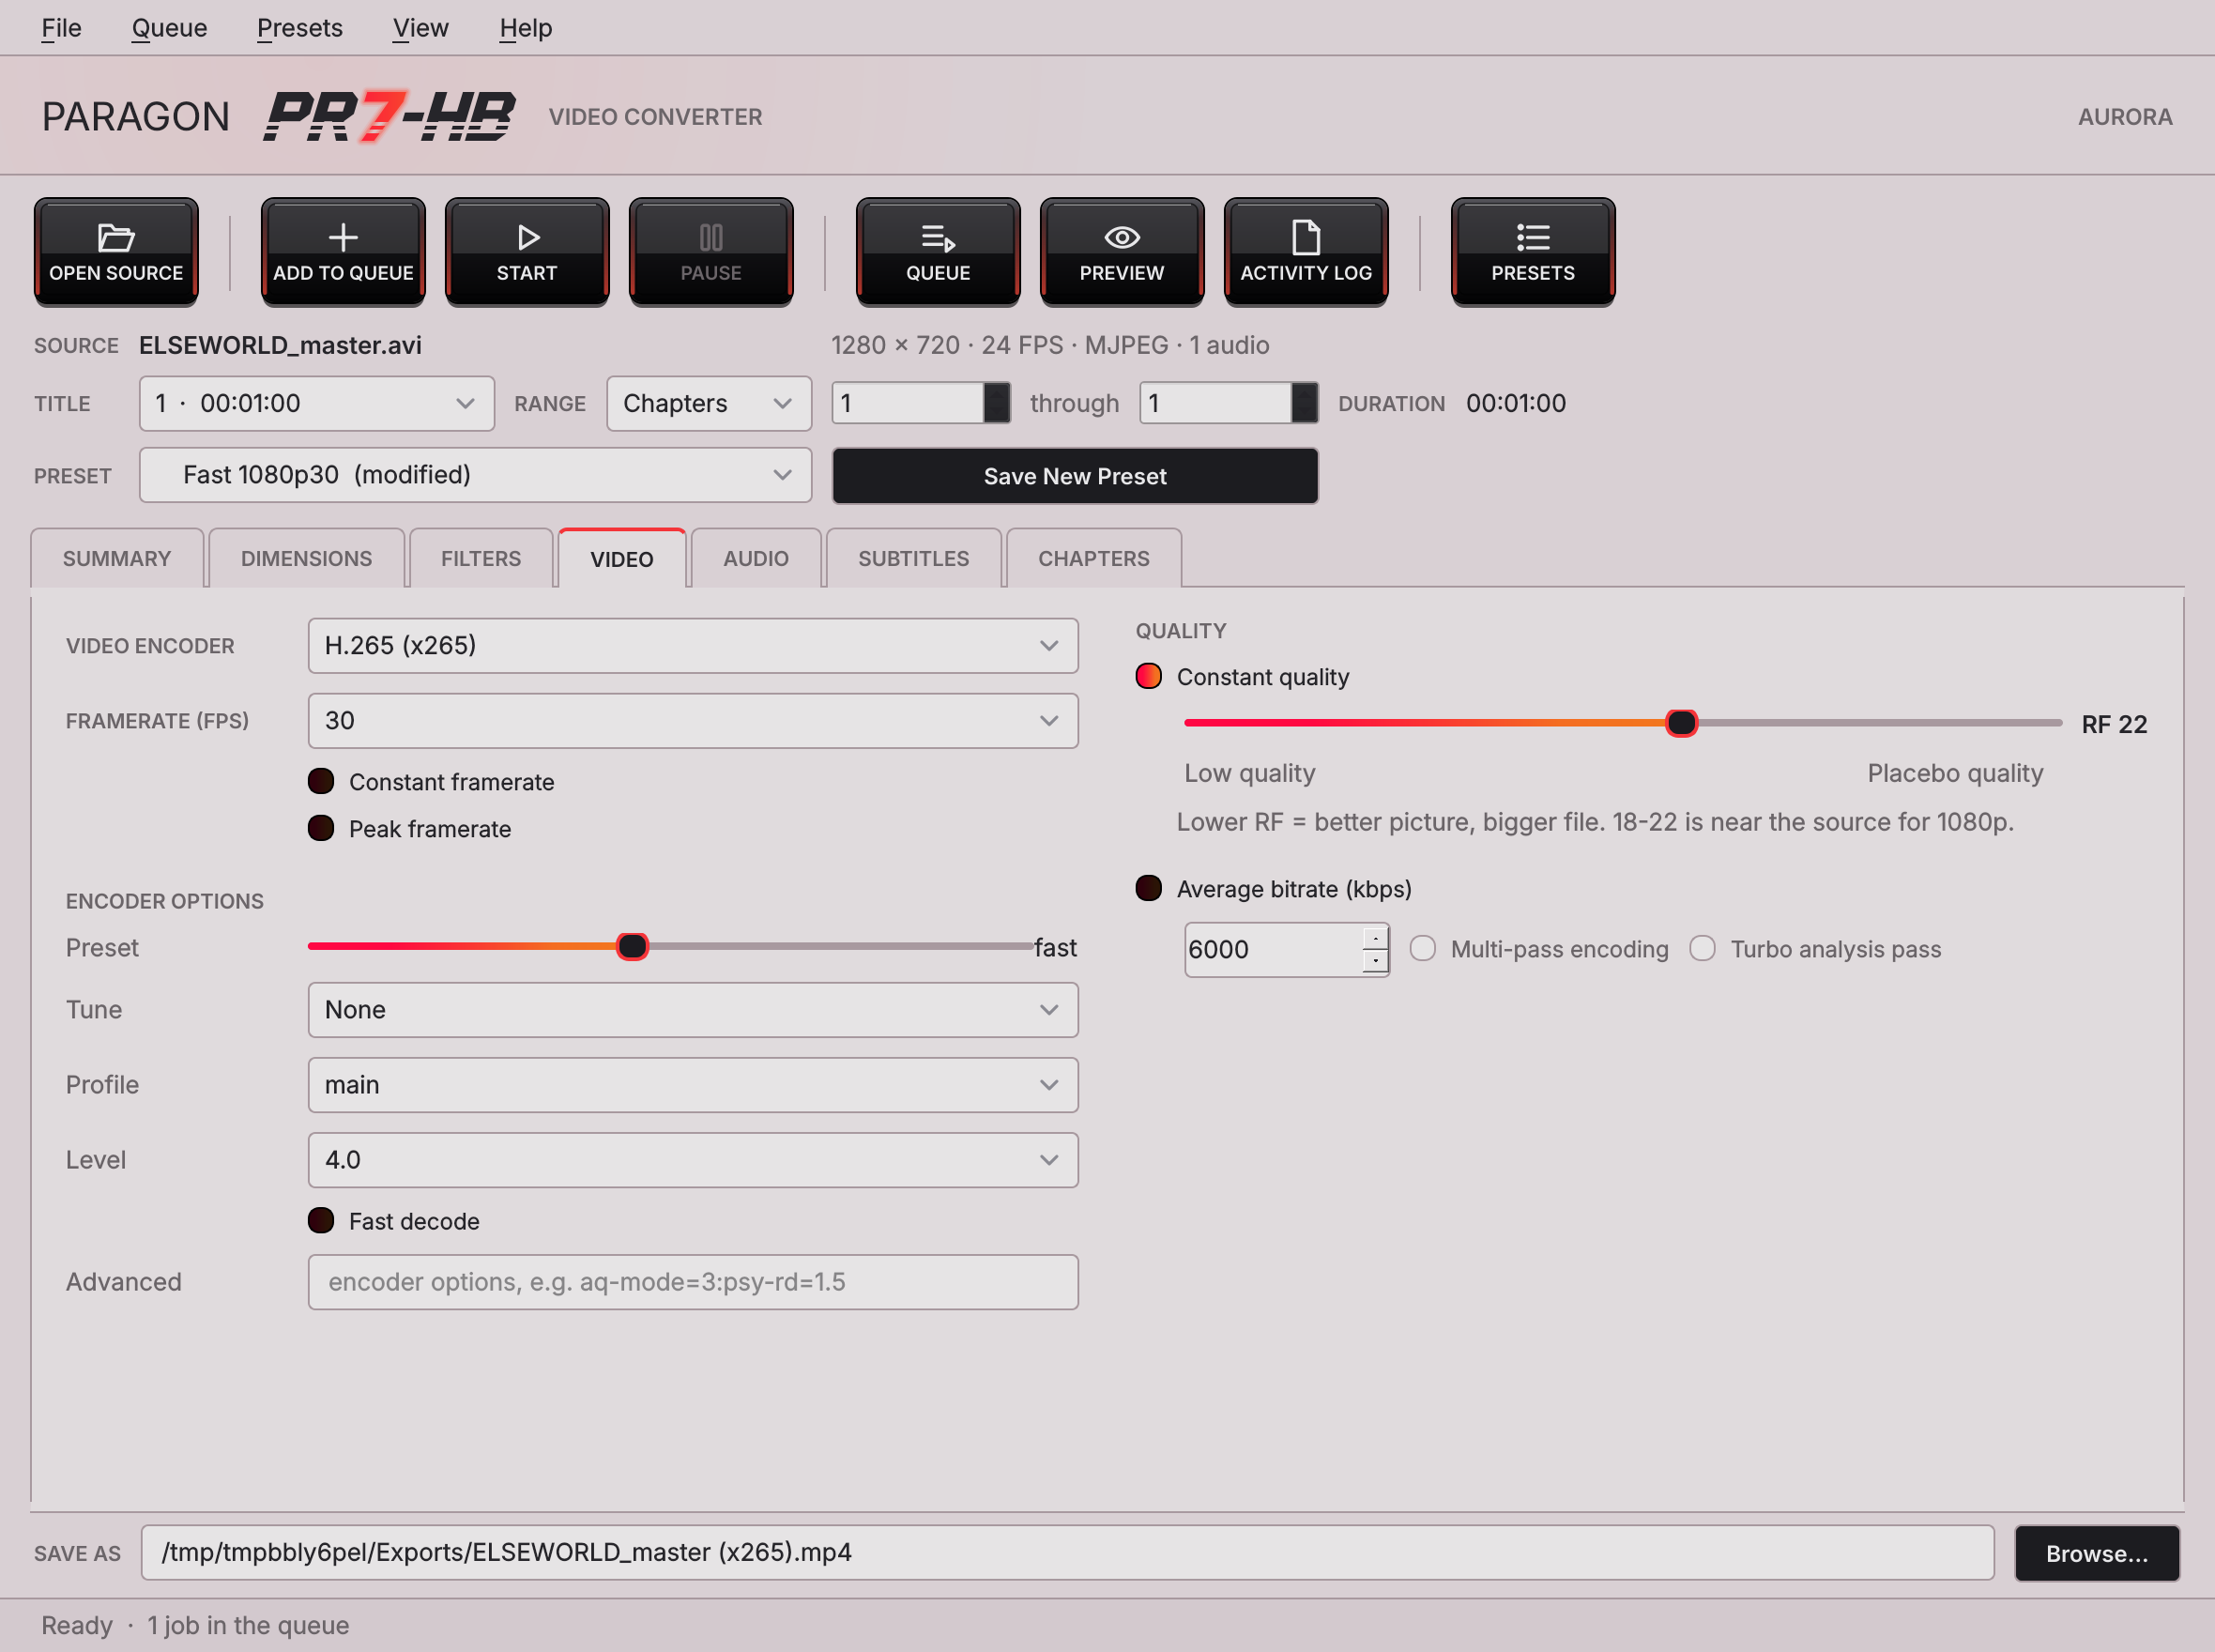 File Queue Presets View Help
PARAGON PR7-HB VIDEO CONVERTER AURORA
OPEN SOURCE ADD TO QUEUE START PAUSE QUEUE PREVIEW ACTIVITY LOG PRESETS
SOURCE ELSEWORLD_master.avi 1280 × 720 · 24 FPS · MJPEG · 1 audio
TITLE 1 · 00:01:00 RANGE Chapters 1 through 1 DURATION 00:01:00
PRESET Fast 1080p30 (modified) Save New Preset
SUMMARY DIMENSIONS FILTERS VIDEO AUDIO SUBTITLES CHAPTERS
VIDEO ENCODER H.265 (x265)
FRAMERATE (FPS) 30
Constant framerate
Peak framerate
ENCODER OPTIONS
Preset fast
Tune None
Profile main
Level 4.0
Fast decode
Advanced encoder options, e.g. aq-mode=3:psy-rd=1.5
QUALITY
Constant quality
RF 22
Low quality Placebo quality
Lower RF = better picture, bigger file. 18-22 is near the source for 1080p.
Average bitrate (kbps)
6000 Multi-pass encoding Turbo analysis pass
SAVE AS /tmp/tmpbbly6pel/Exports/ELSEWORLD_master (x265).mp4 Browse...
Ready · 1 job in the queue